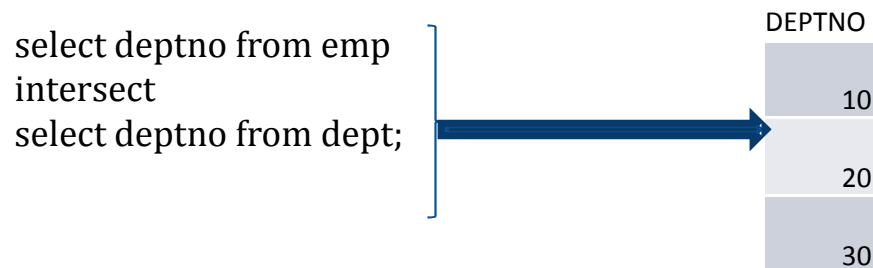 select deptno from emp
intersect
select deptno from dept;
DEPTNO
10
20
30